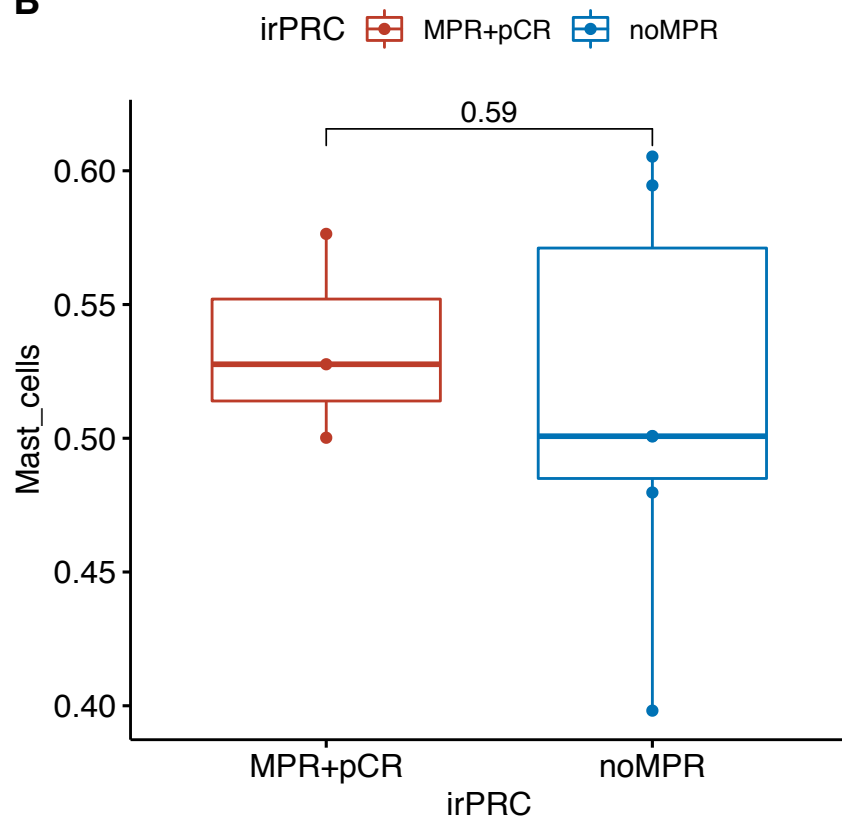 B
irPRC MPR+pCR noMPR
0.59
0.60
0.55
0.50
0.45
0.40
Mast_cells
MPR+pCR noMPR
irPRC